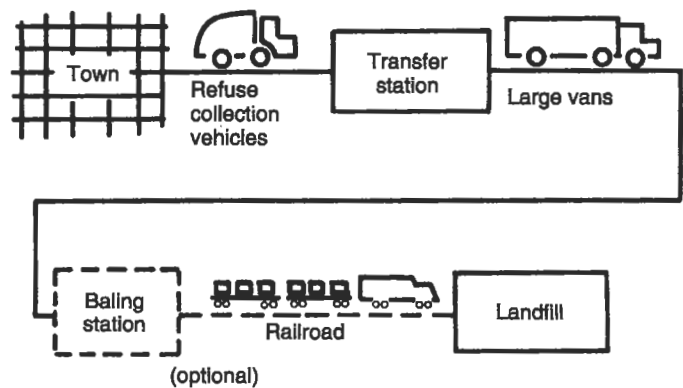 Town
Refuse
collection
vehicles
Transfer
station
Large vans
Baling
station
Railroad
Landfill
(optional)